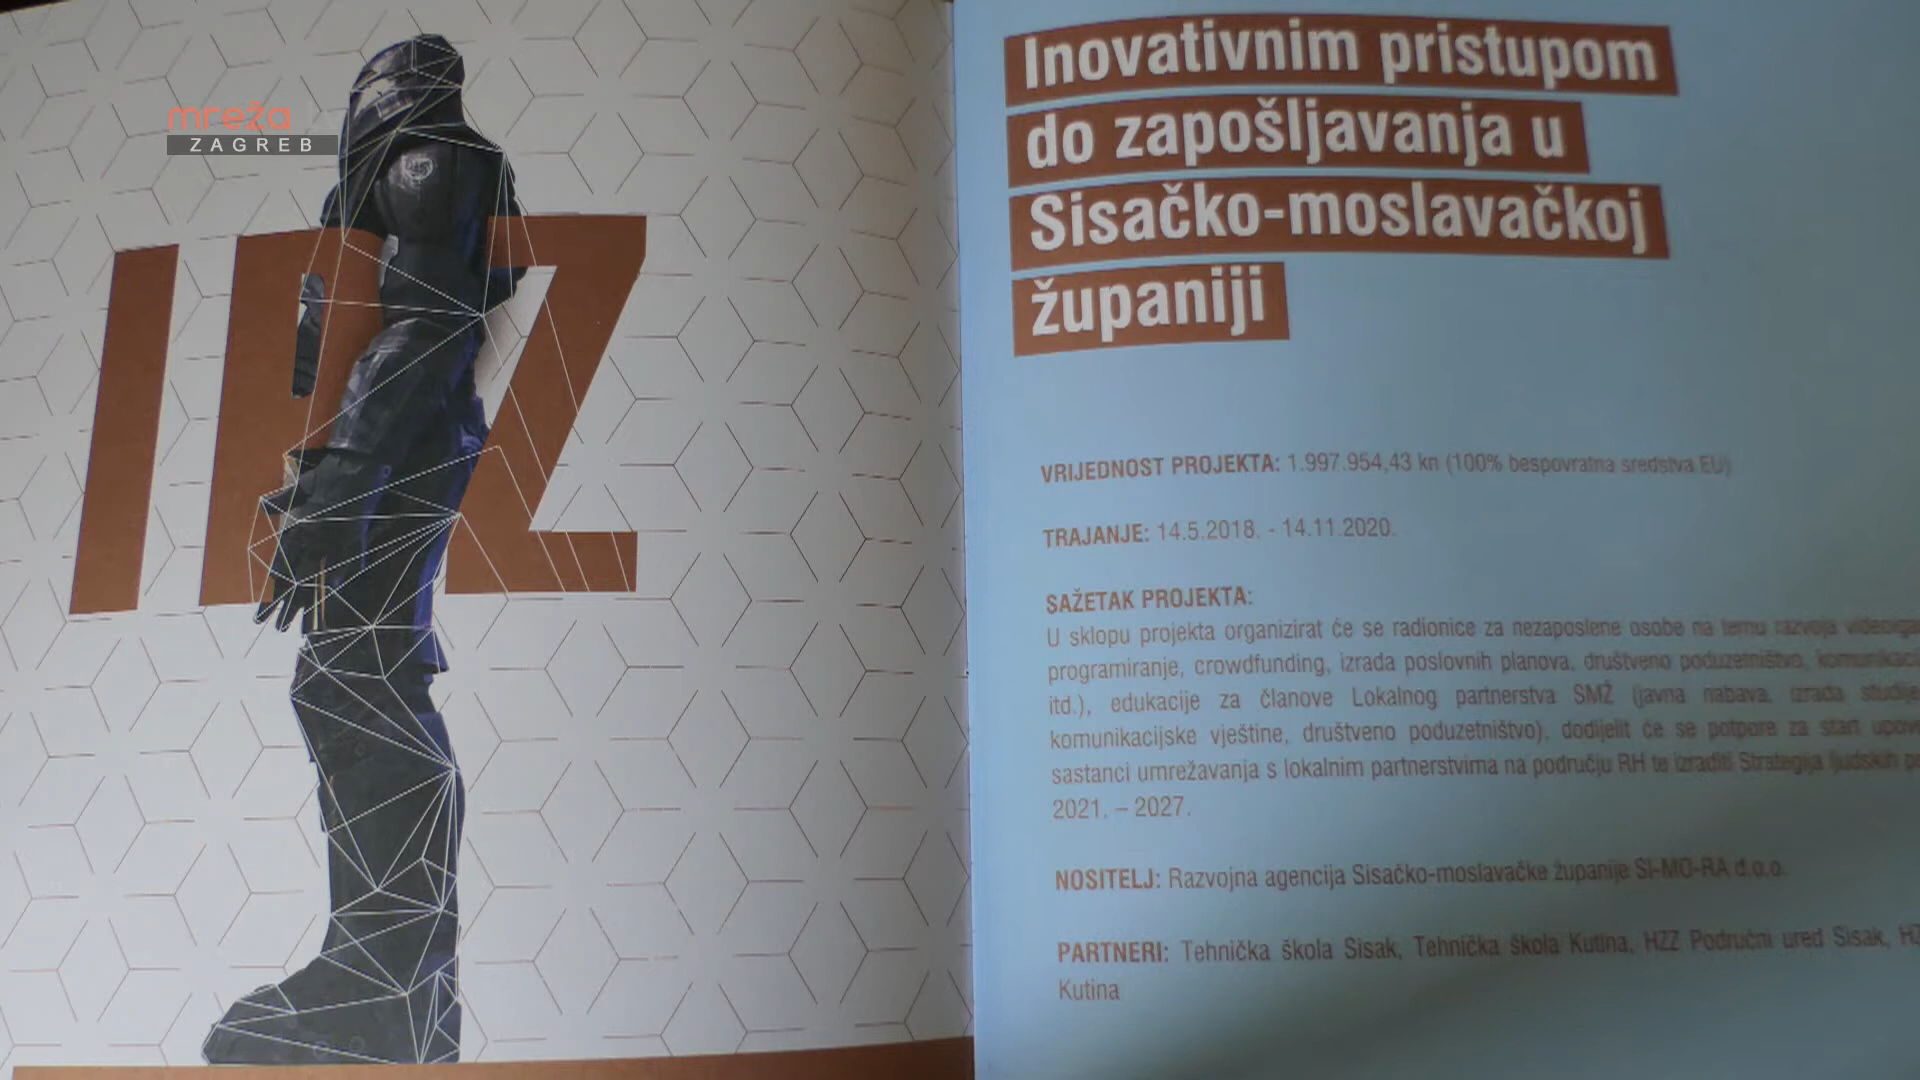 mreža
ZAGREB
Inovativnim pristupom
do zapošljavanja u
Sisačko-moslavačkoj
županiji
VRIJEDNOST PROJEKTA: 1.997.954,43 kn (100% bespovratna sredstva EU)
TRAJANJE: 14.5.2018. - 14.11.2020.
SAŽETAK PROJEKTA:
U sklopu projekta organizirat će se radionice za nezaposlene osobe na temu razvoja
programiranje, crowdfunding, izrada poslovnih planova, društveno poduzetništvo,
itd.), edukacije za članove Lokalnog partnerstva SMŽ (javna nabava, izrada
komunikacijske vještine, društveno poduzetništvo), dodijelit će se potpore za start
sastanci umrežavanja s lokalnim partnerstvima na području RH te izraditi Strategija ljudskih
2021. – 2027.
NOSITELJ: Razvojna agencija Sisačko-moslavačke županije SI-MO-RA d.o.o.
PARTNERI: Tehnička škola Sisak, Tehnička škola Kutina, HZZ Područni ured Sisak,
Kutina